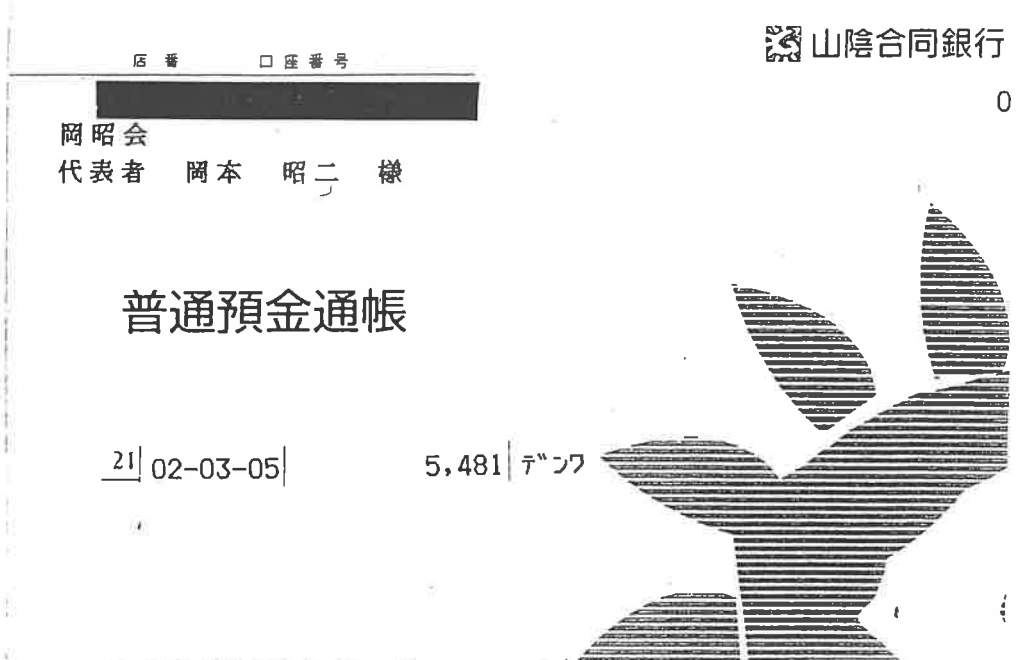 山陰合同銀行
店番 口座番号
0
岡昭会
代表者 岡本 昭二 様
普通預金通帳
21 02-03-05 5,481 デンワ